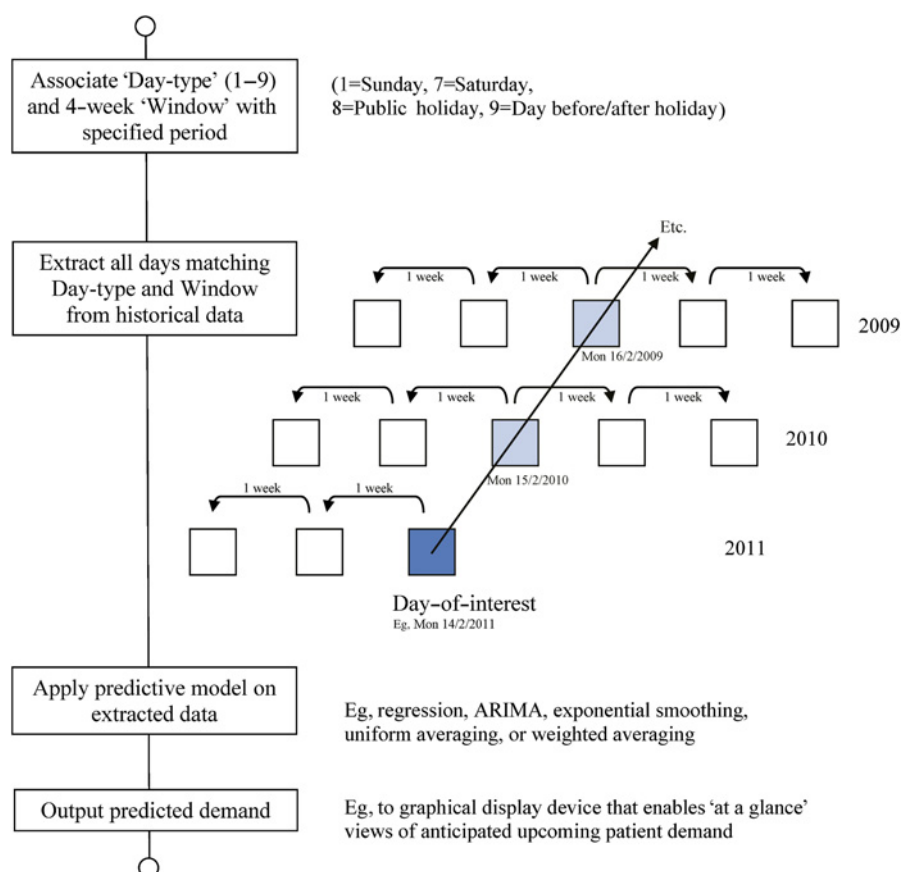 Associate ‘Day-type’ (1–9)
and 4-week ‘Window’ with
specified period
(1=Sunday, 7=Saturday,
8=Public holiday, 9=Day before/after holiday)
Extract all days matching
Day-type and Window
from historical data
Etc.
1 week
1 week
1 week
1 week
2009
Mon 16/2/2009
1 week
1 week
1 week
1 week
2010
Mon 15/2/2010
1 week
1 week
2011
Day-of-interest
Eg, Mon 14/2/2011
Apply predictive model on
extracted data
Eg, regression, ARIMA, exponential smoothing,
uniform averaging, or weighted averaging
Output predicted demand
Eg, to graphical display device that enables ‘at a glance’
views of anticipated upcoming patient demand